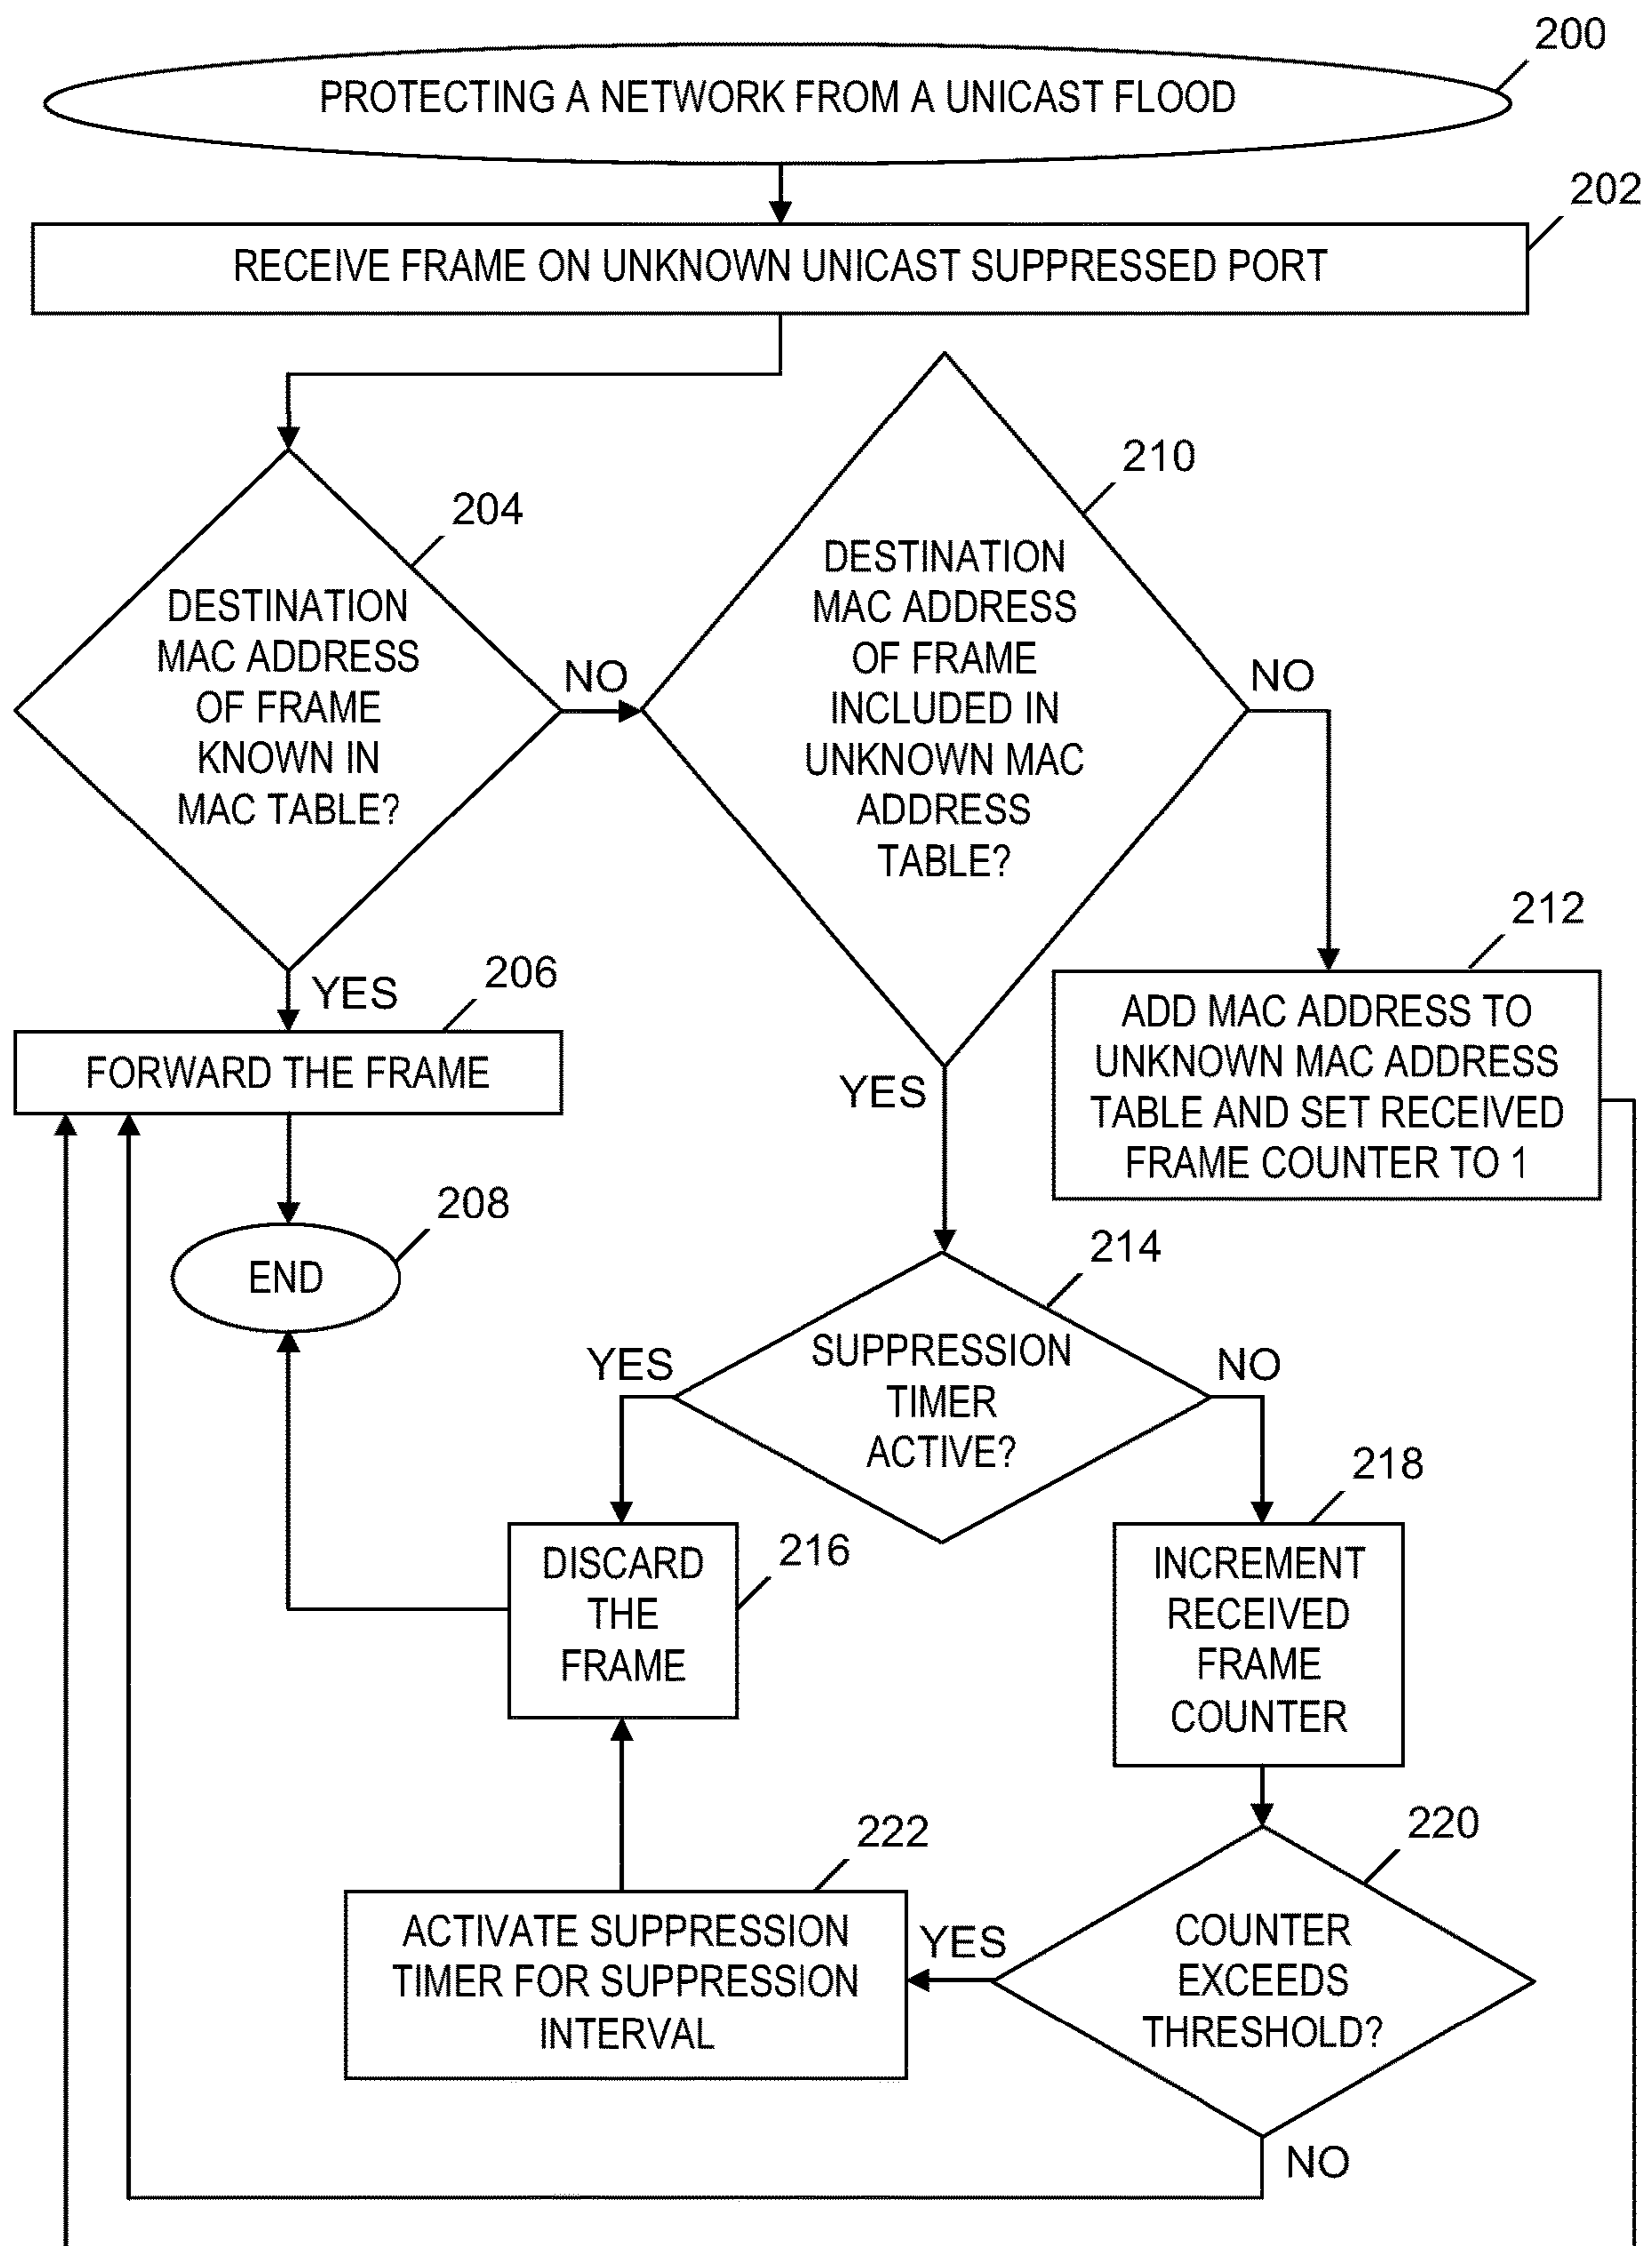 200
PROTECTING A NETWORK FROM A UNICAST FLOOD
202
RECEIVE FRAME ON UNKNOWN UNICAST SUPPRESSED PORT
204
DESTINATION
MAC ADDRESS
OF FRAME
KNOWN IN
MAC TABLE?
NO
YES
210
DESTINATION
MAC ADDRESS
OF FRAME
INCLUDED IN
UNKNOWN MAC
ADDRESS
TABLE?
NO
YES
206
FORWARD THE FRAME
208
END
212
ADD MAC ADDRESS TO
UNKNOWN MAC ADDRESS
TABLE AND SET RECEIVED
FRAME COUNTER TO 1
214
SUPPRESSION
TIMER
ACTIVE?
YES
NO
216
DISCARD
THE
FRAME
218
INCREMENT
RECEIVED
FRAME
COUNTER
220
COUNTER
EXCEEDS
THRESHOLD?
YES
NO
222
ACTIVATE SUPPRESSION
TIMER FOR SUPPRESSION
INTERVAL